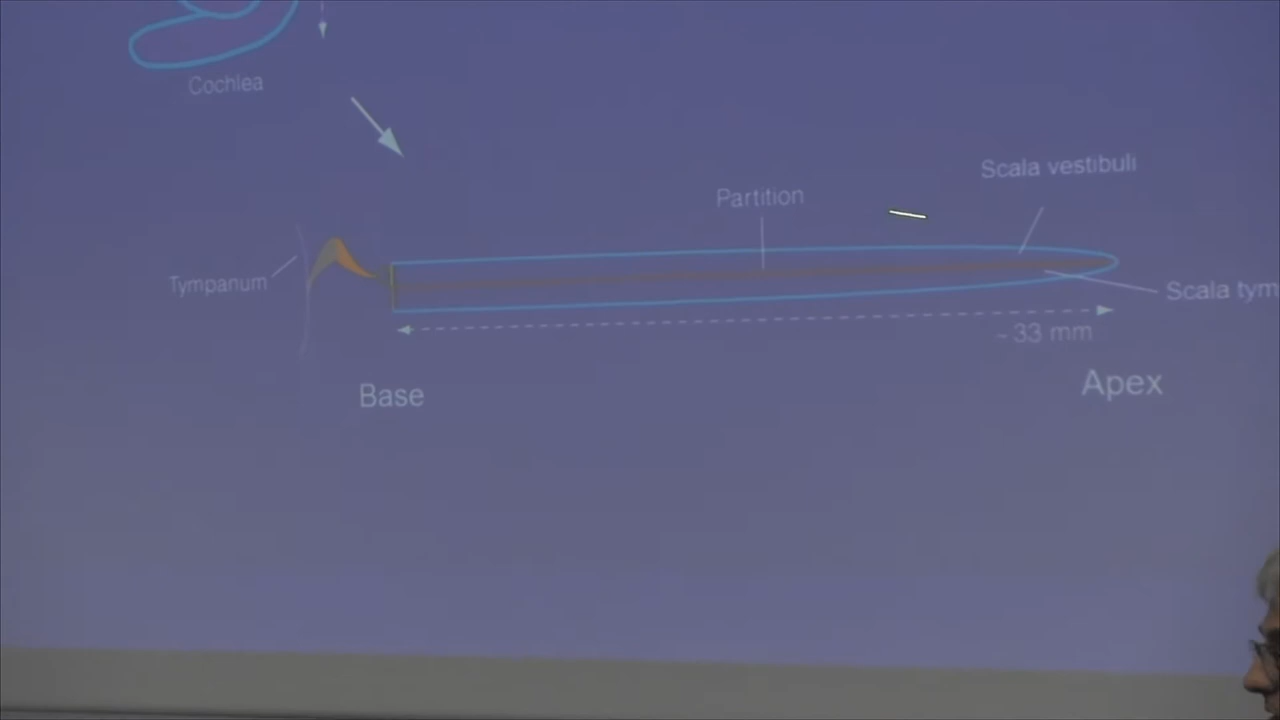 Cochlea
Scala vestibuli
Partition
Tympanum
Scala tym
~ 33 mm
Base
Apex